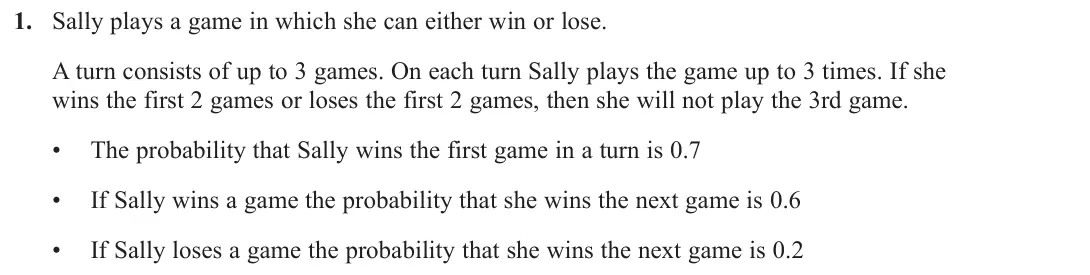 1. Sally plays a game in which she can either win or lose.
A turn consists of up to 3 games. On each turn Sally plays the game up to 3 times. If she
wins the first 2 games or loses the first 2 games, then she will not play the 3rd game.
• The probability that Sally wins the first game in a turn is 0.7
• If Sally wins a game the probability that she wins the next game is 0.6
• If Sally loses a game the probability that she wins the next game is 0.2